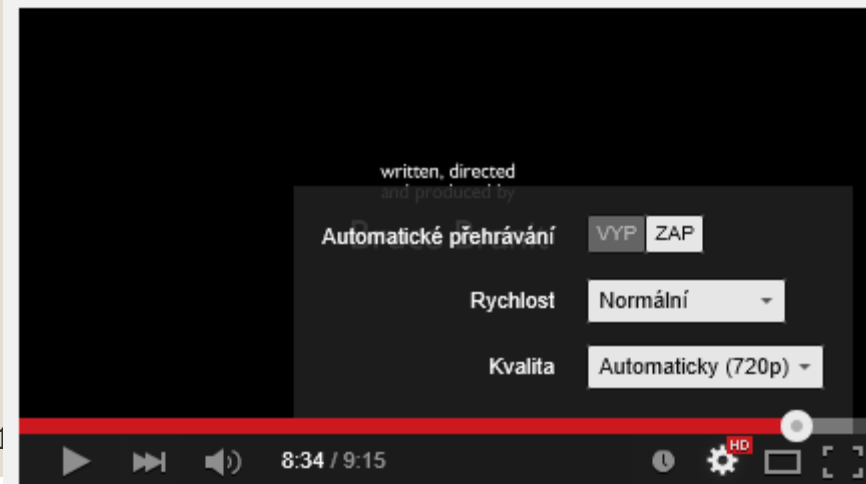 written, directed
and produced by
Automatické přehrávání VYP ZAP
Rychlost Normální
Kvalita Automaticky (720p)
8:34 / 9:15
HD